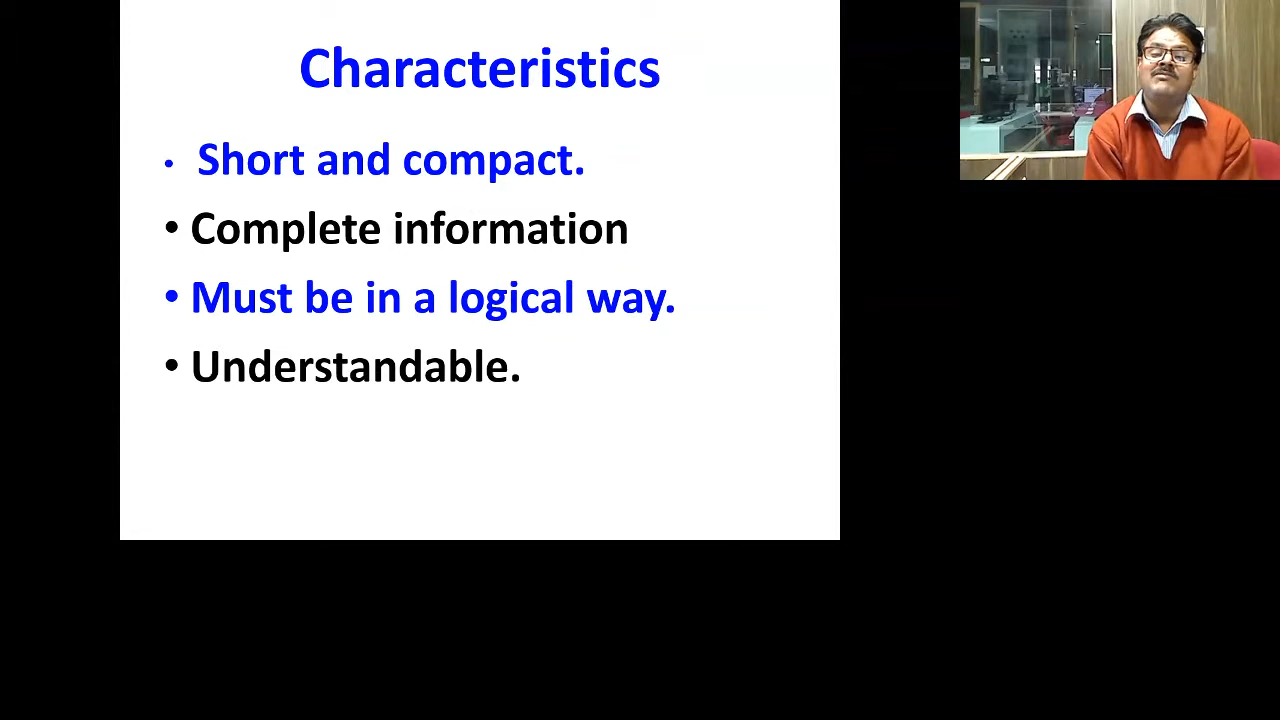 Characteristics
• Short and compact.
• Complete information
• Must be in a logical way.
• Understandable.